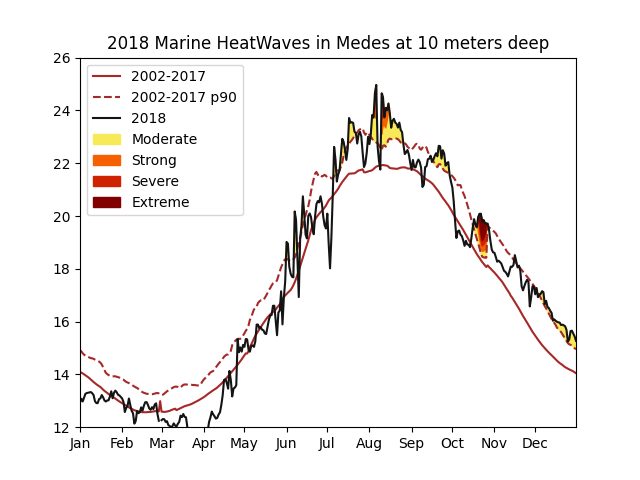 2018 Marine HeatWaves in Medes at 10 meters deep
26
24
22
20
18
16
14
12
2002-2017
2002-2017 p90
2018
Moderate
Strong
Severe
Extreme
Jan Feb Mar Apr May Jun Jul Aug Sep Oct Nov Dec